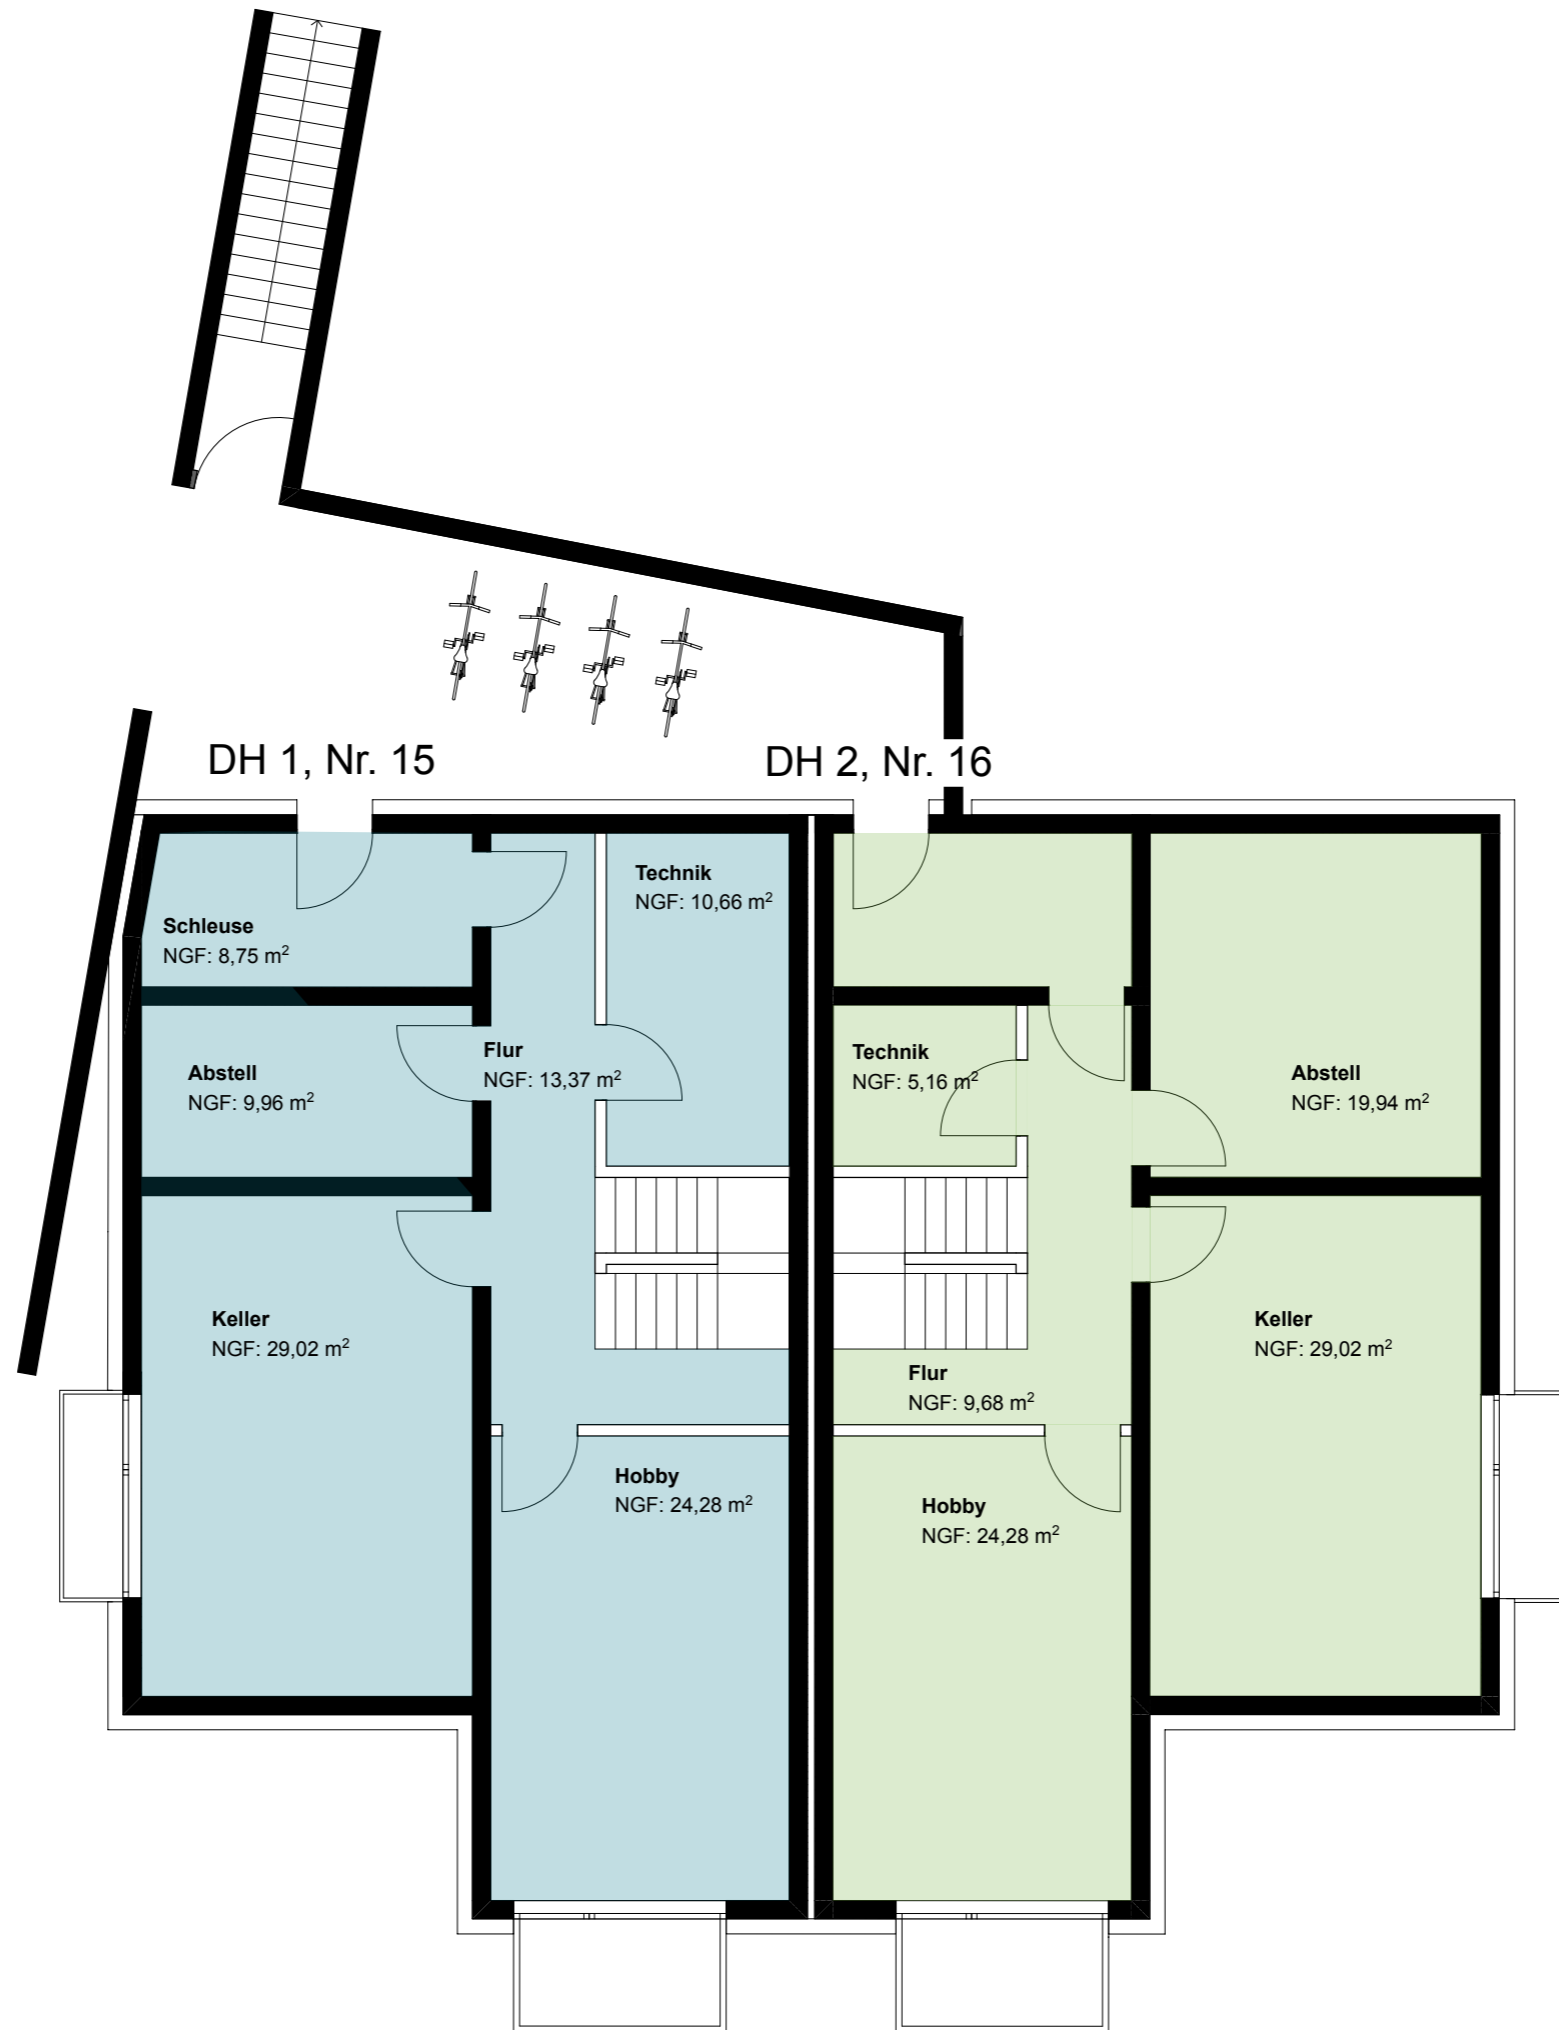 DH 1, Nr. 15
DH 2, Nr. 16
Technik
NGF: 10,66 m²
Schleuse
NGF: 8,75 m²
Flur
NGF: 13,37 m²
Technik
NGF: 5,16 m²
Abstell
NGF: 9,96 m²
Abstell
NGF: 19,94 m²
Keller
NGF: 29,02 m²
Keller
NGF: 29,02 m²
Flur
NGF: 9,68 m²
Hobby
NGF: 24,28 m²
Hobby
NGF: 24,28 m²